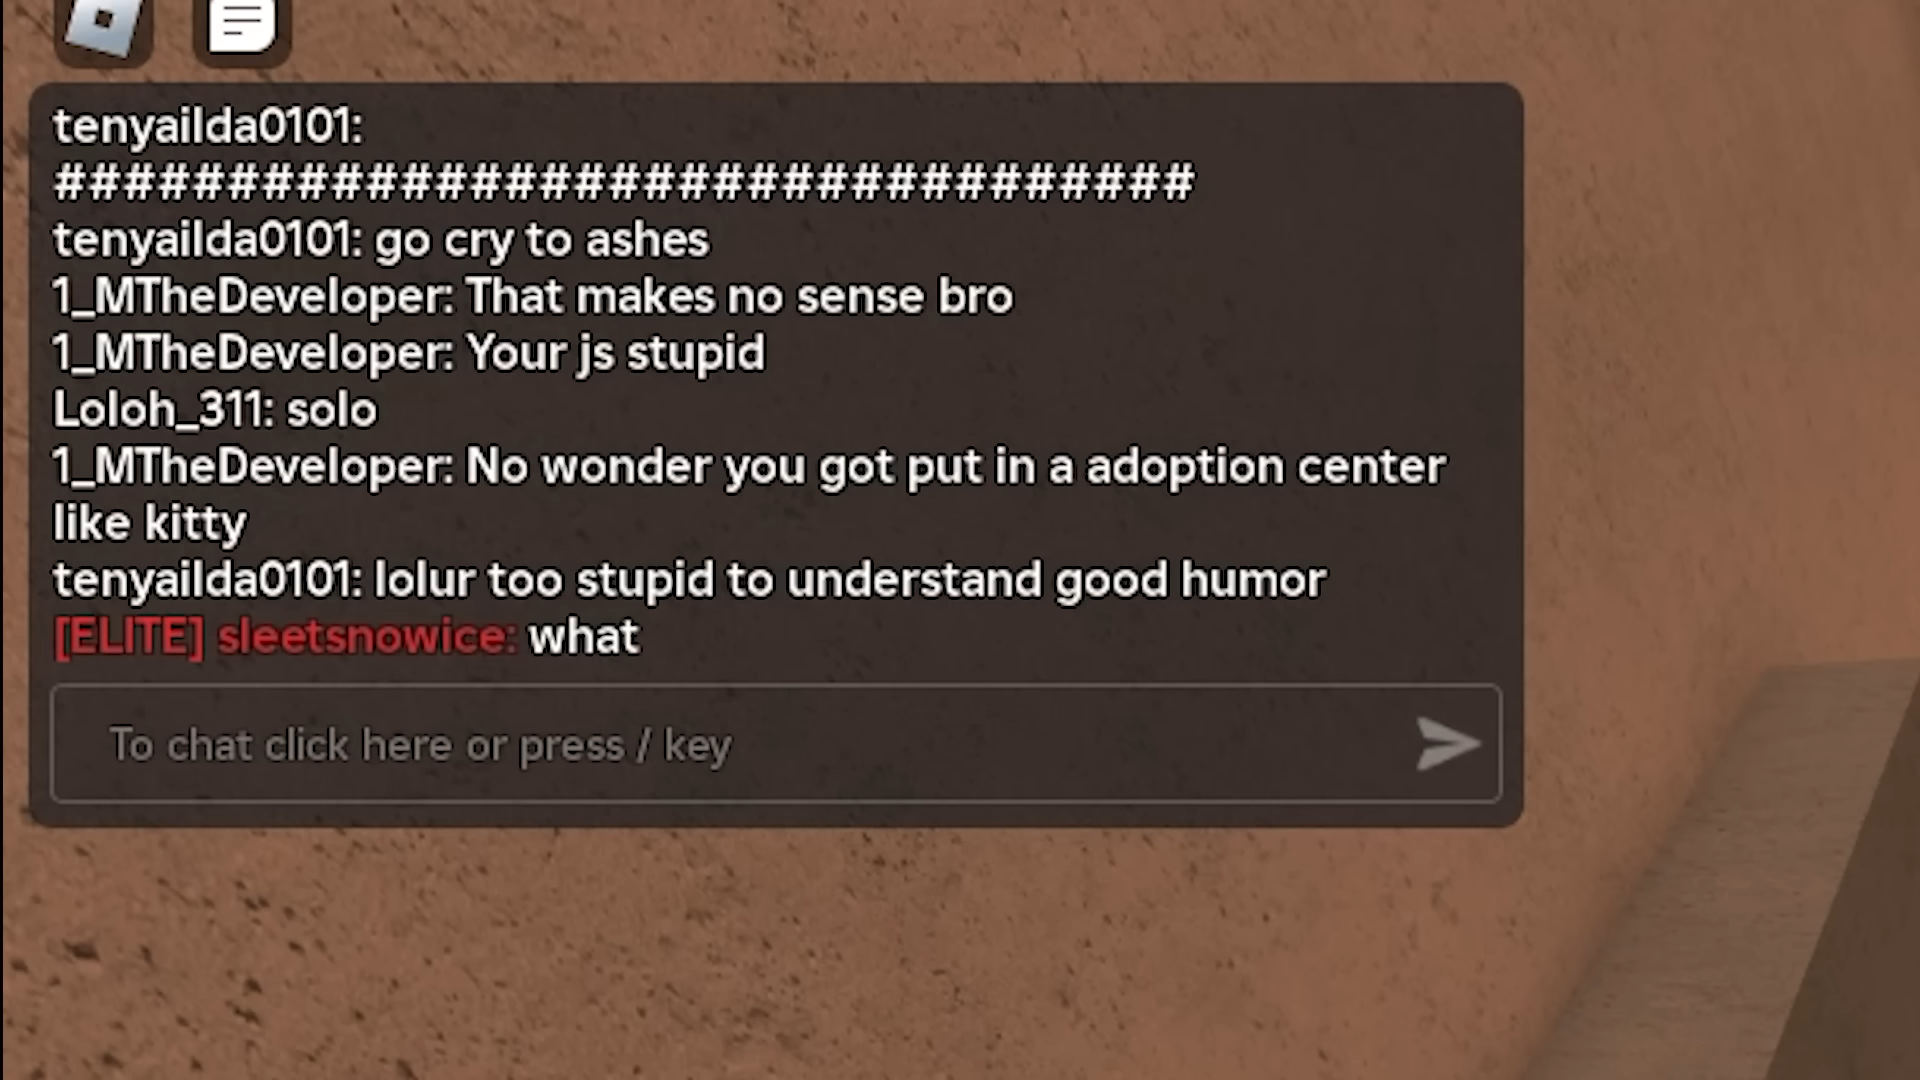 tenyailda0101:
#################################
tenyailda0101: go cry to ashes
1_MTheDeveloper: That makes no sense bro
1_MTheDeveloper: Your js stupid
Loloh_311: solo
1_MTheDeveloper: No wonder you got put in a adoption center
like kitty
tenyailda0101: lolur too stupid to understand good humor
[ELITE] sleetsnowice: what
To chat click here or press / key